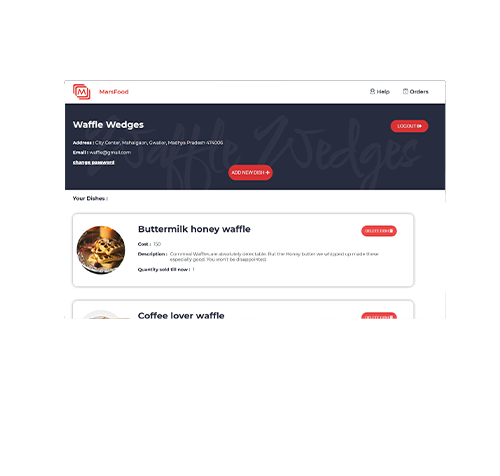 M MarsFood Help Orders
Waffle Wedges
LOGOUT
Address : City Center, Mahalgaon, Gwalior, Madhya Pradesh 474006
Email : waffle@gmail.com
change password
Waffle Wedges
ADD NEW DISH +
Your Dishes :
Buttermilk honey waffle
DELETE DISH
Cost : 150
Description : Cornmeal Waffles are absolutely delectable. But the Honey butter we whipped up made these
especially good! You won't be disappointed.
Quantity sold till now : 1
Coffee lover waffle
DELETE DISH